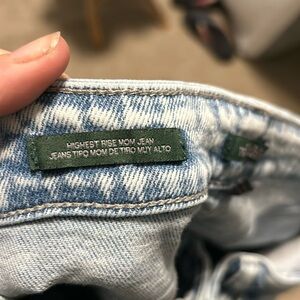 HIGHEST RISE MOM JEAN
JEANS TIPO MOM DE TIRO MUY ALTO